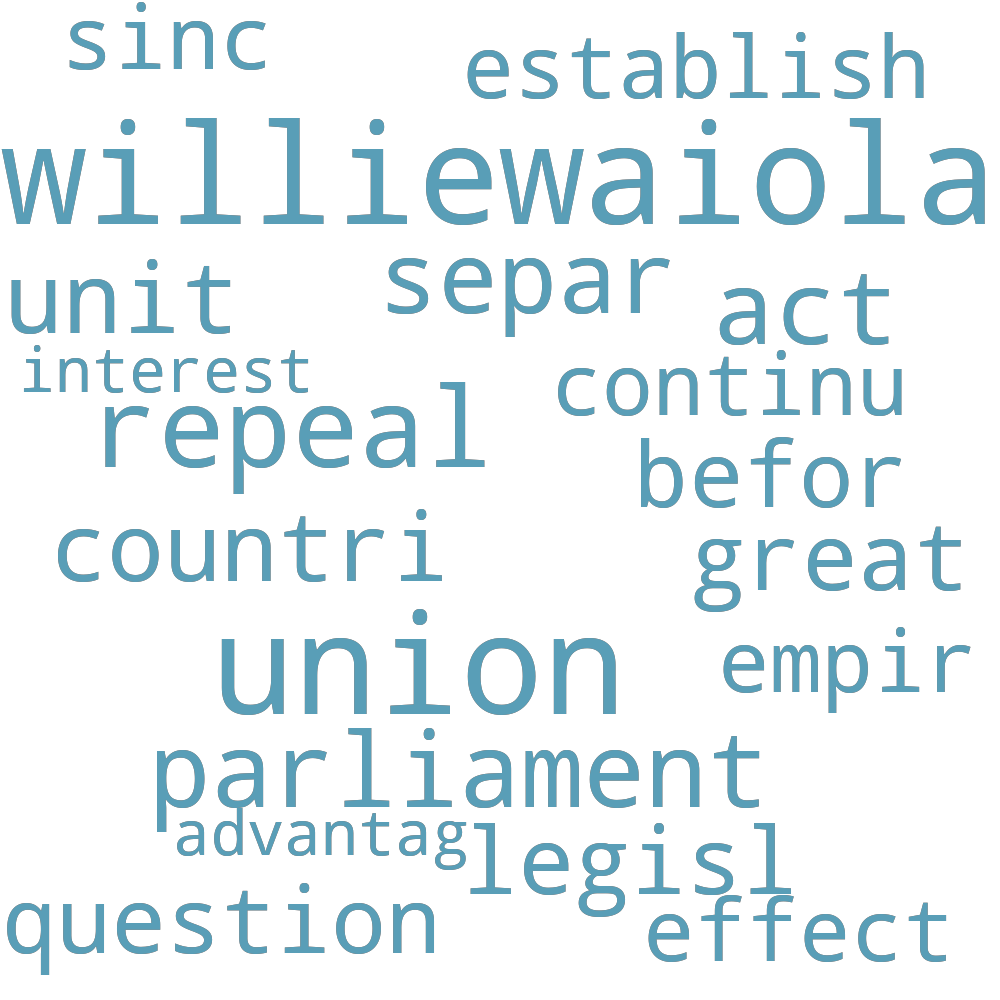 sinc
establish
williewaiola
separ
unit
act
interest
continu
repeal
befor
countri
great
union
empir
parliament
advantag
legisl
question
effect